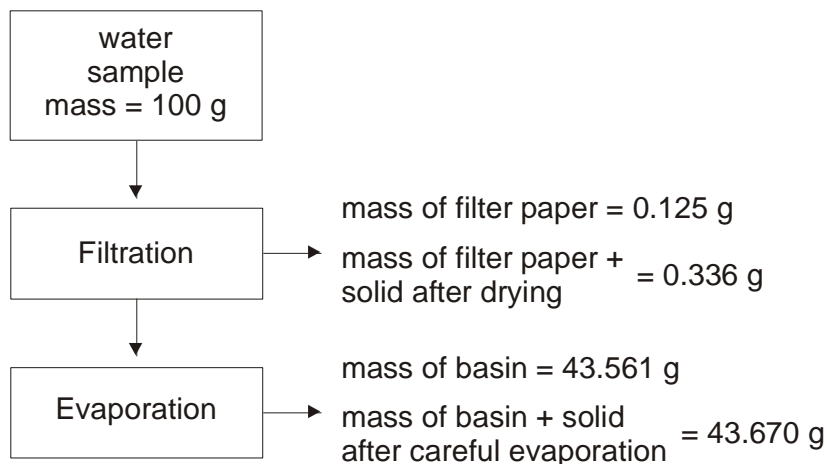 water
sample
mass = 100 g
Filtration
mass of filter paper = 0.125 g
mass of filter paper +
solid after drying = 0.336 g
Evaporation
mass of basin = 43.561 g
mass of basin + solid
after careful evaporation = 43.670 g